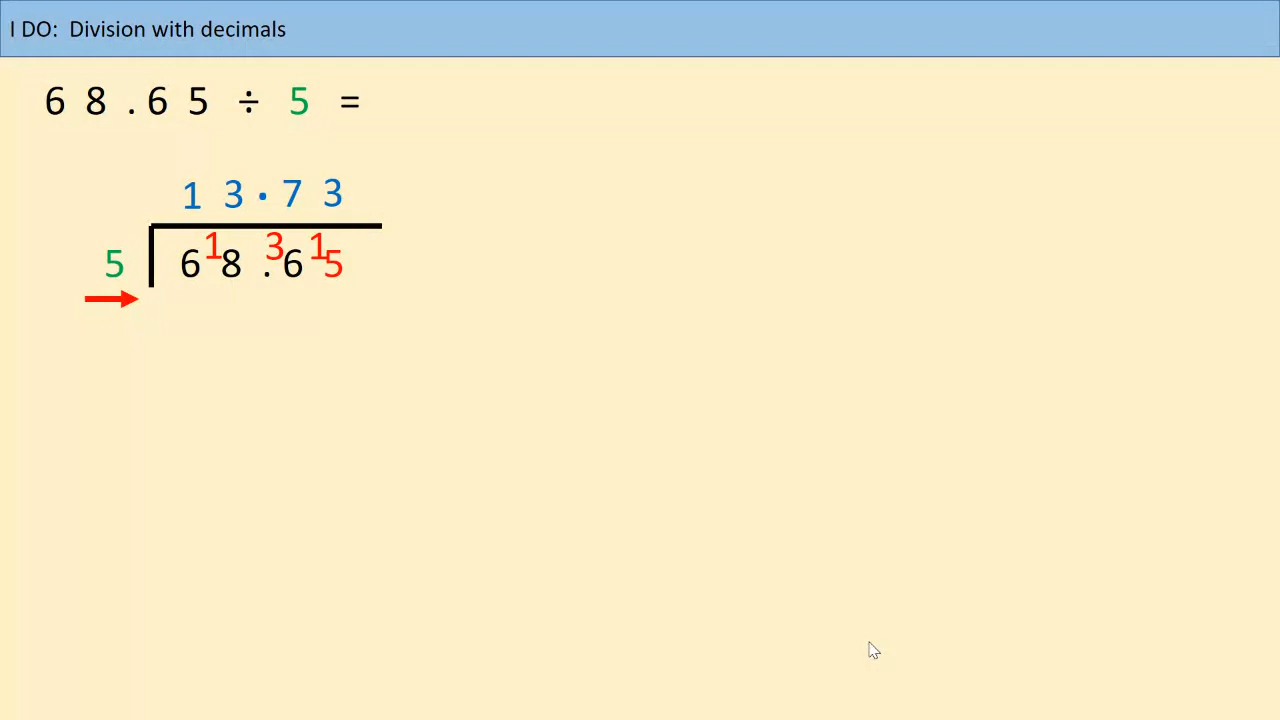 I DO: Division with decimals
6 8 . 6 5 ÷ 5 =
1 3 . 7 3
5 6 1 8 . 3 6 1 5